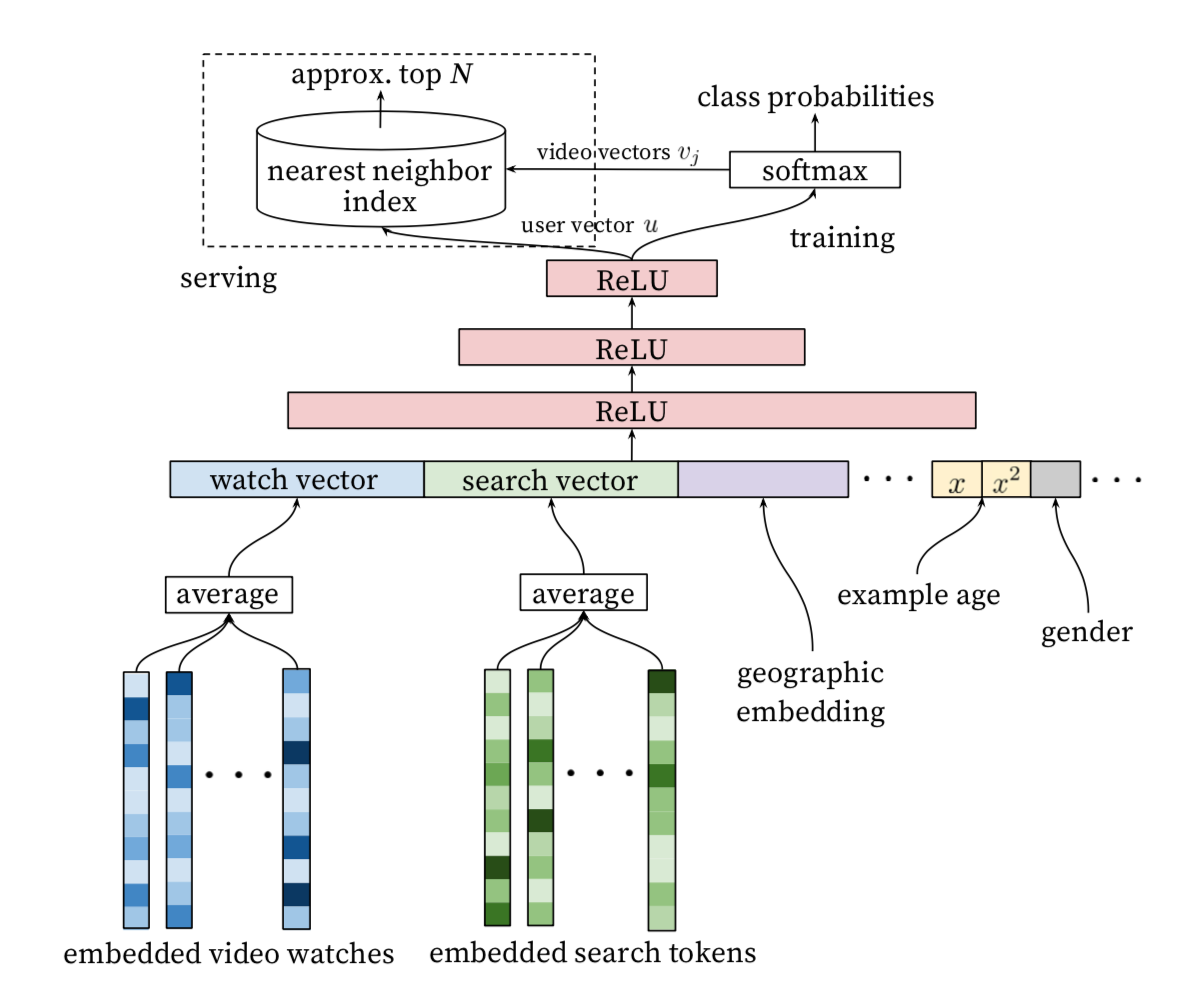 approx. top N
class probabilities
nearest neighbor
index
video vectors v_j
softmax
user vector u
training
serving
ReLU
ReLU
ReLU
watch vector
search vector
. . .
x
x²
. . .
average
average
example age
gender
geographic
embedding
. . .
. . .
embedded video watches
embedded search tokens